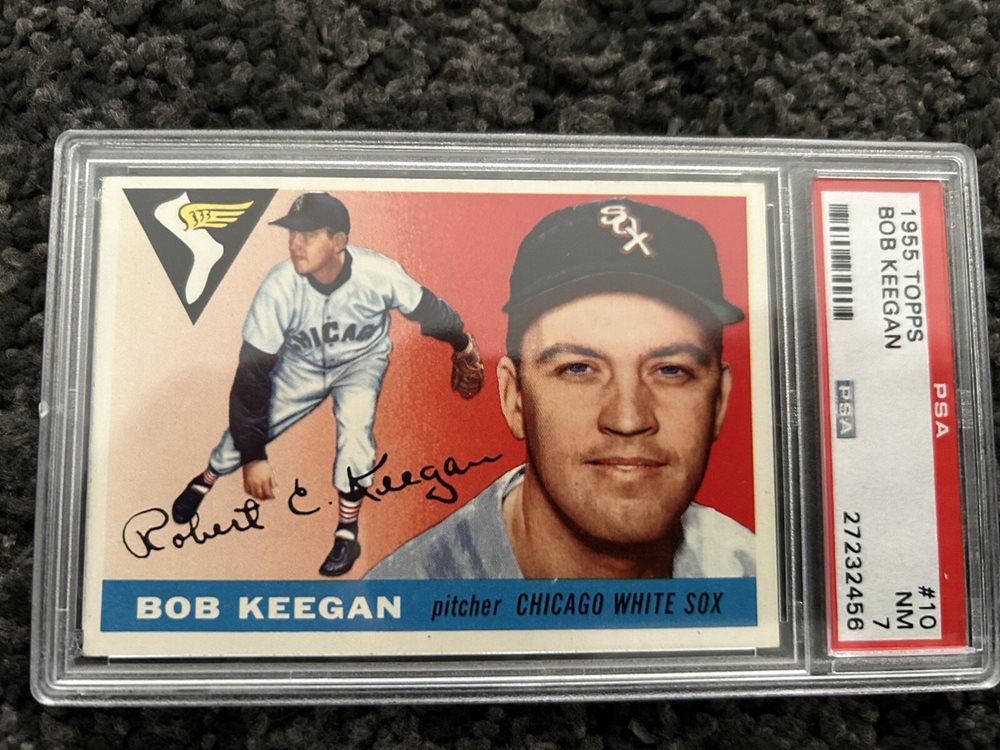 SOX
CHICAGO
Robert E. Keegan
BOB KEEGAN pitcher CHICAGO WHITE SOX
1955 TOPPS #10
BOB KEEGAN NM 7
PSA 27232456
PSA